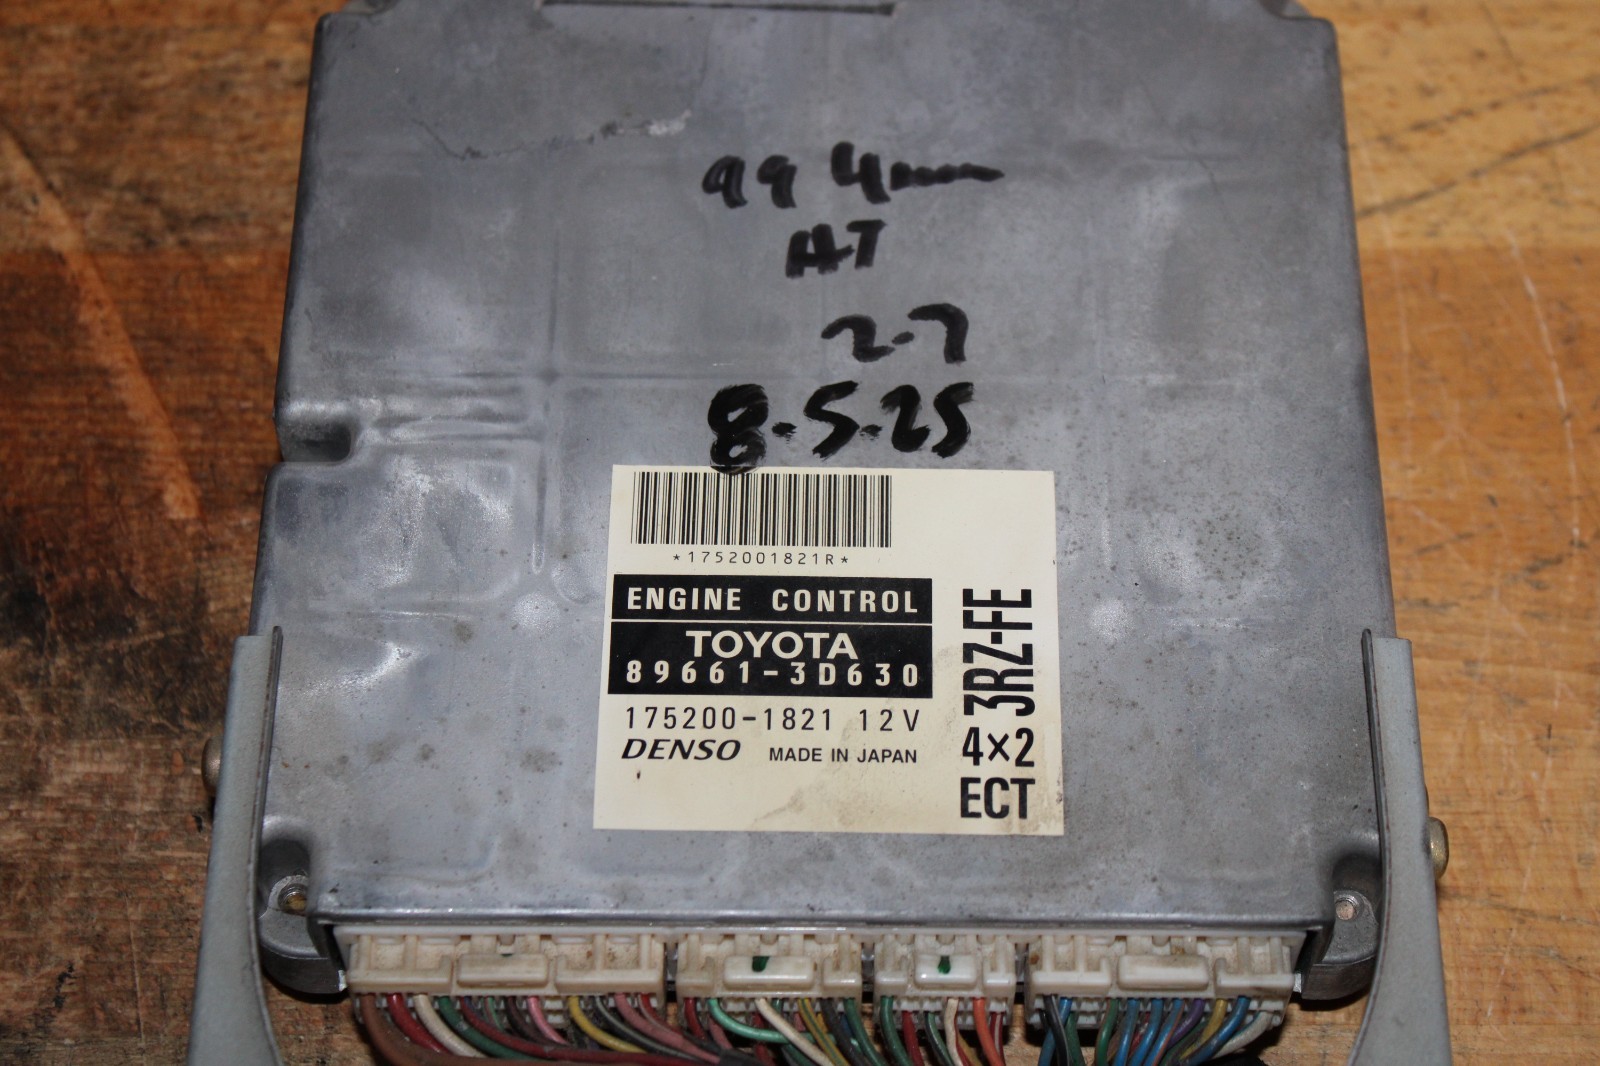 99 4
AT
2.7
8.5.25
*1752001821R*
ENGINE CONTROL
TOYOTA
89661-3D630
175200-1821 12V
DENSO MADE IN JAPAN
3RZ-FE
4×2
ECT